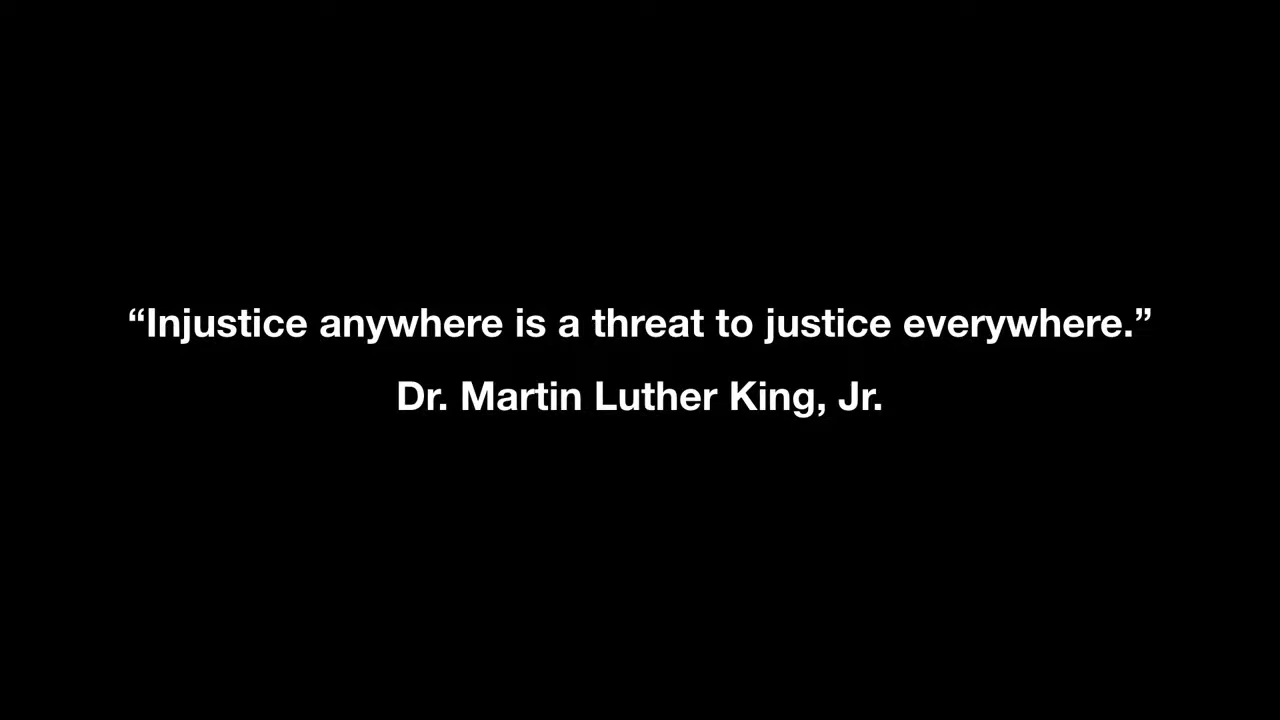 “Injustice anywhere is a threat to justice everywhere.”
Dr. Martin Luther King, Jr.